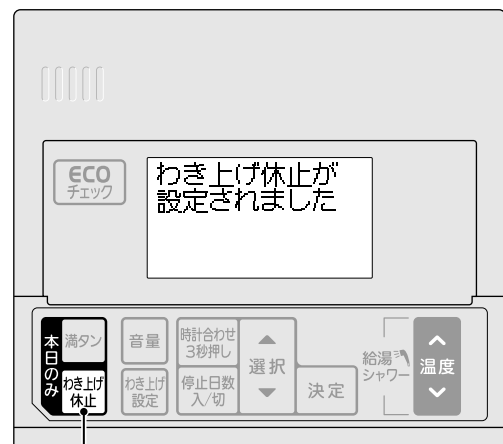 ECO
チェック
わき上げ休止が
設定されました
本日のみ
満タン
わき上げ
休止
音量
わき上げ
設定
時計合わせ
3秒押し
停止日数
入/切
▲
選択
▼
決定
給湯
シャワー
温度